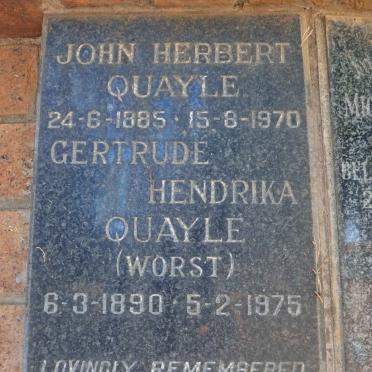 JOHN HERBERT
QUAYLE
24-6-1885 · 15-8-1970
GERTRUDE
HENDRIKA
QUAYLE
(WORST)
6-3-1890 · 5-2-1975
LOVINGLY REMEMBERED